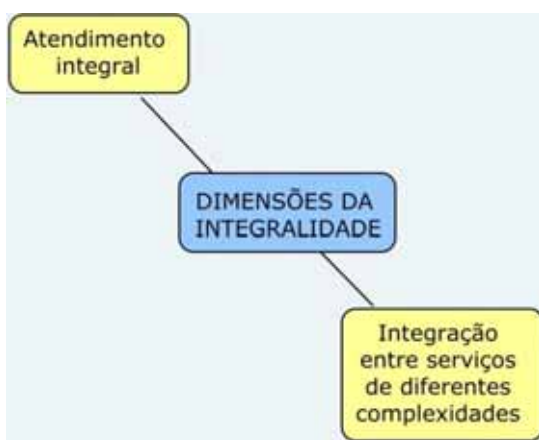 Atendimento
integral
DIMENSÕES DA
INTEGRALIDADE
Integração
entre serviços
de diferentes
complexidades